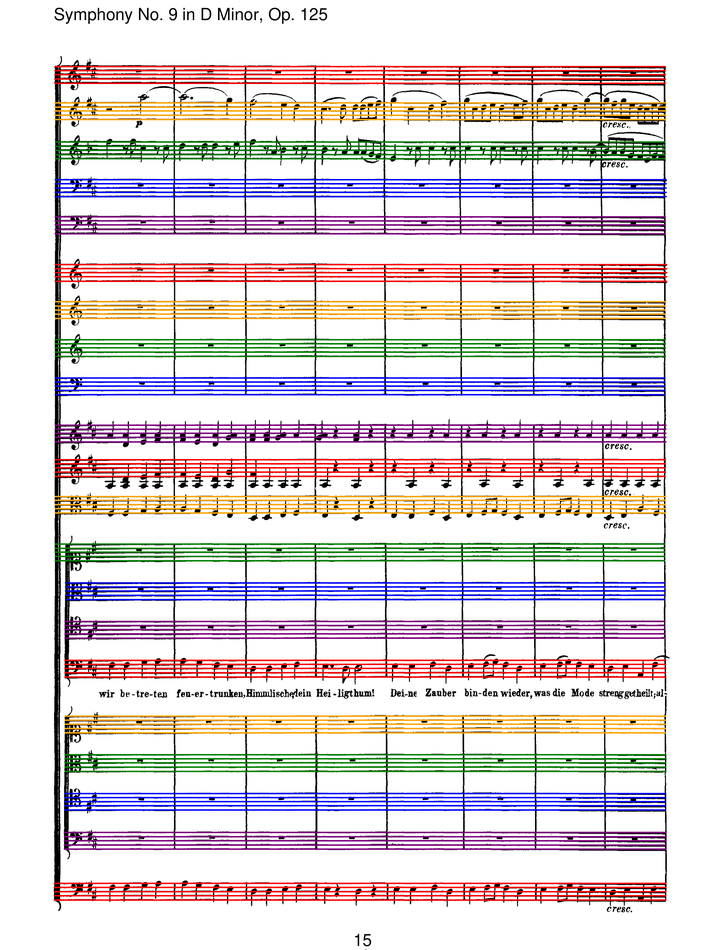 Symphony No. 9 in D Minor, Op. 125
p
cresc.
cresc.
cresc.
cresc.
cresc.
wir be-tre-ten feu-er-trunken, Himmlische, dein Hei-ligthum! Dei-ne Zauber bin-den wieder, was die Mode streng getheilt; al-
cresc.
15